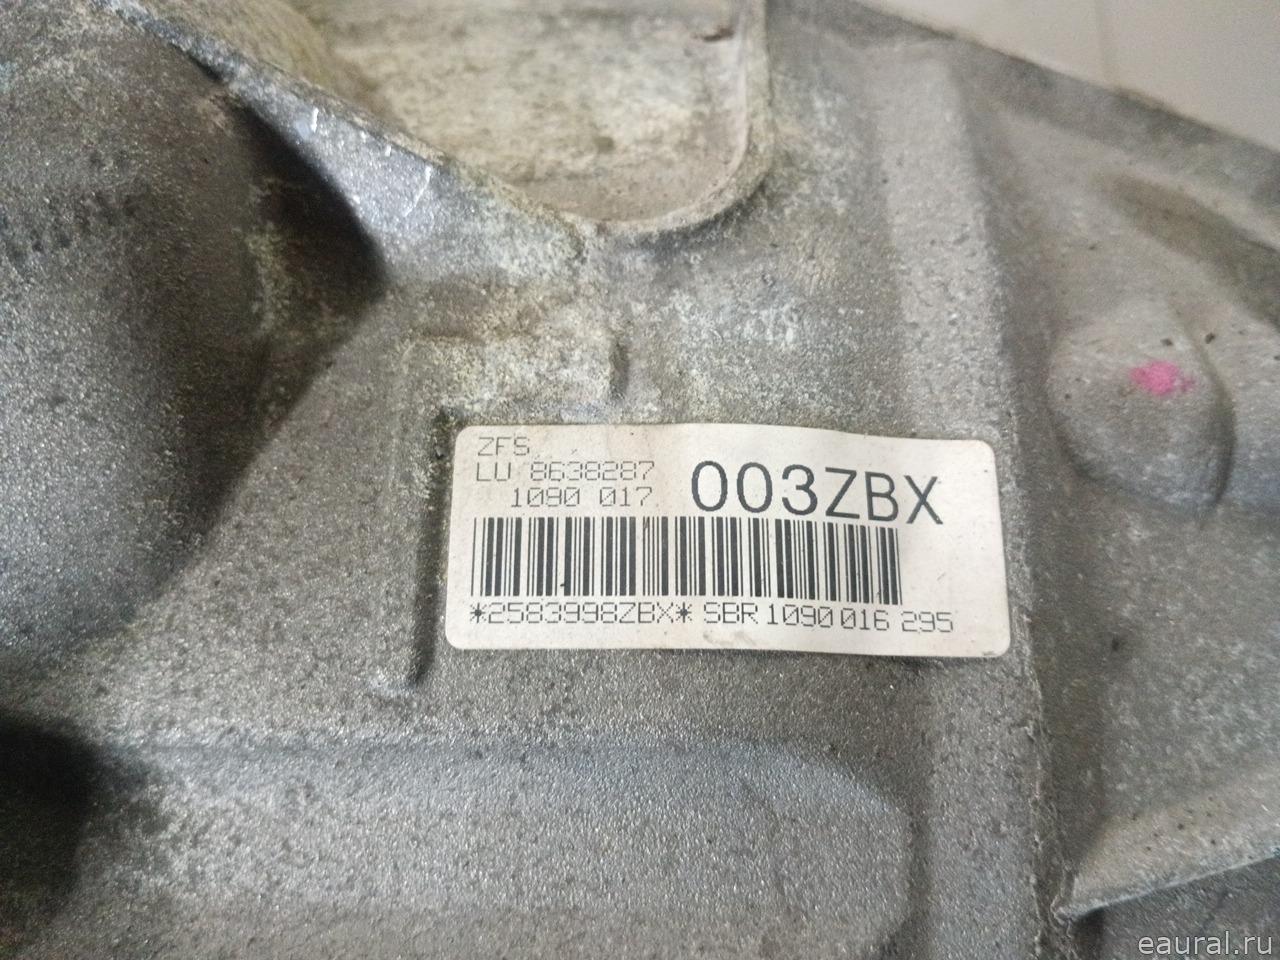 ZFS
LU 8638287
1090 017
003ZBX
*2583998ZBX* SBR 1090 016 295
eaural.ru